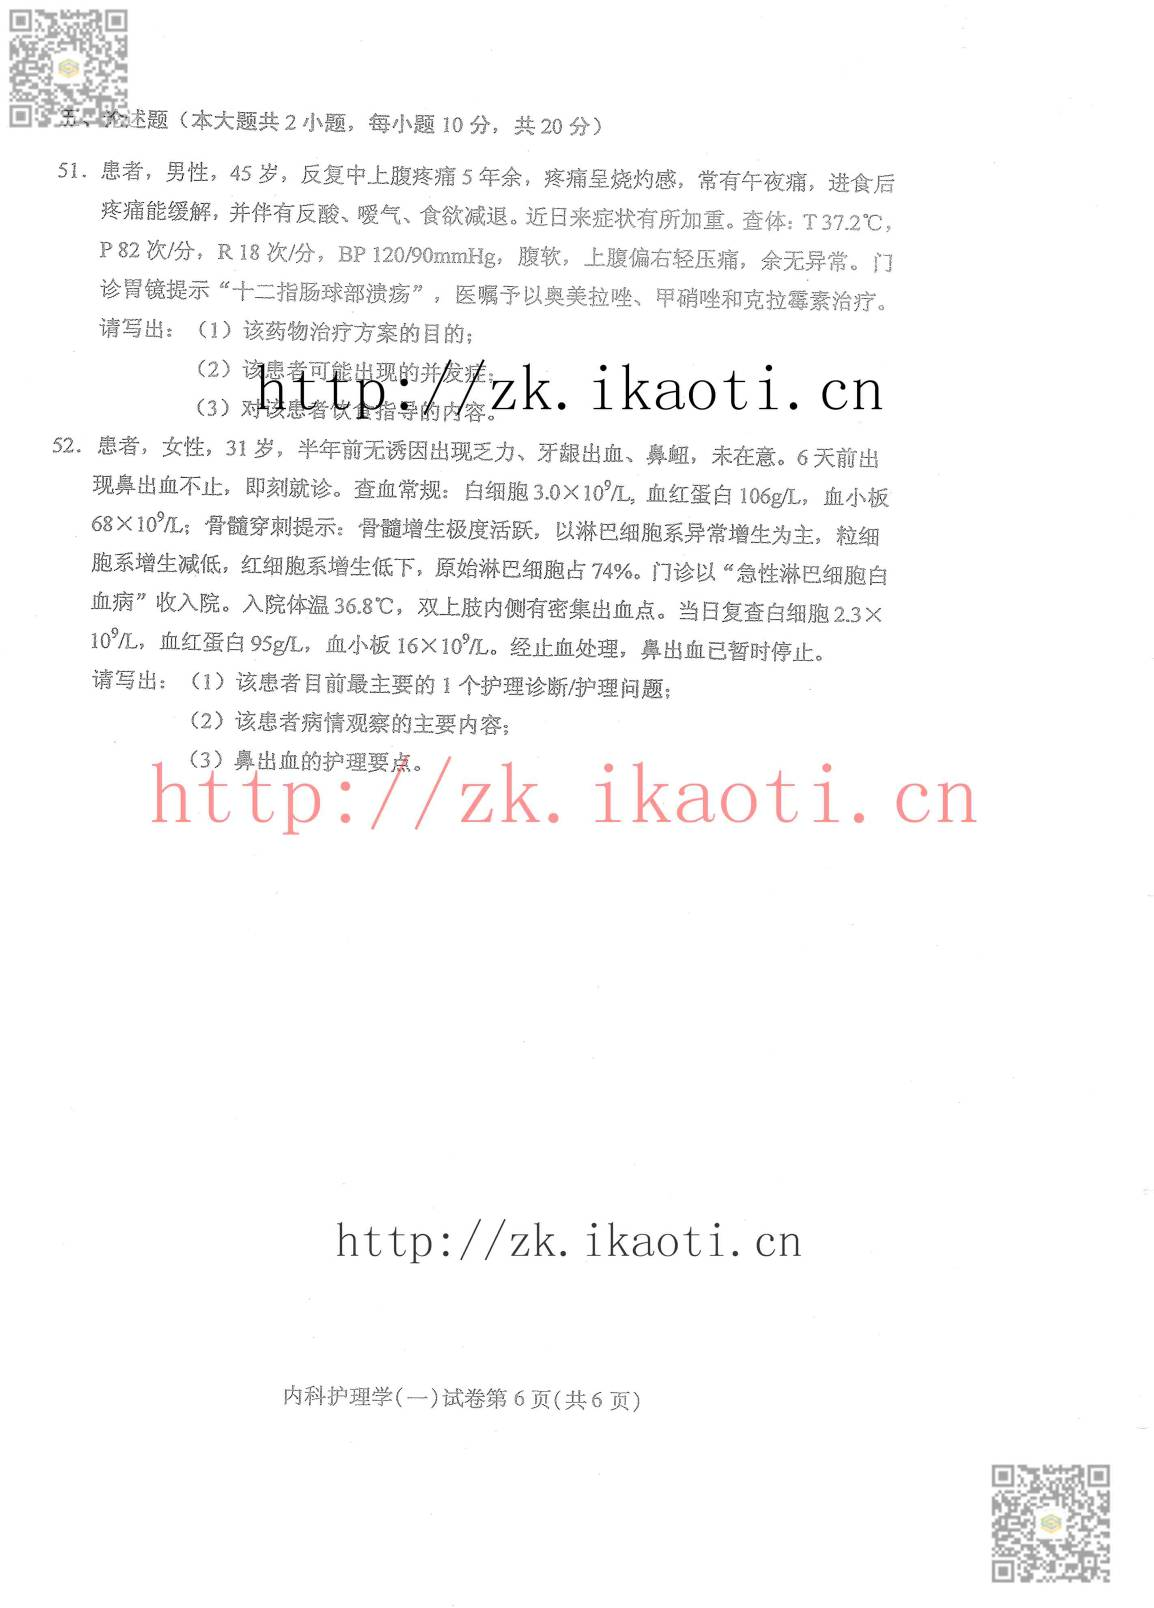 五、论述题（本大题共2小题，每小题10分，共20分）
51. 患者，男性，45岁，反复中上腹疼痛5年余，疼痛呈烧灼感，常有午夜痛，进食后
疼痛能缓解，并伴有反酸、嗳气、食欲减退。近日来症状有所加重。查体：T 37.2℃，
P 82次/分，R 18次/分，BP 120/90mmHg，腹软，上腹偏右轻压痛，余无异常。门
诊胃镜提示“十二指肠球部溃疡”，医嘱予以奥美拉唑、甲硝唑和克拉霉素治疗。
请写出：（1）该药物治疗方案的目的；
（2）该患者可能出现的并发症；
（3）对该患者饮食指导的内容。
http://zk.ikaoti.cn
52. 患者，女性，31岁，半年前无诱因出现乏力、牙龈出血、鼻衄，未在意。6天前出
现鼻出血不止，即刻就诊。查血常规：白细胞3.0×10⁹/L，血红蛋白106g/L，血小板
68×10⁹/L；骨髓穿刺提示：骨髓增生极度活跃，以淋巴细胞系异常增生为主，粒细
胞系增生减低，红细胞系增生低下，原始淋巴细胞占74%。门诊以“急性淋巴细胞白
血病”收入院。入院体温36.8℃，双上肢内侧有密集出血点。当日复查白细胞2.3×
10⁹/L，血红蛋白95g/L，血小板16×10⁹/L。经止血处理，鼻出血已暂时停止。
请写出：（1）该患者目前最主要的1个护理诊断/护理问题；
（2）该患者病情观察的主要内容；
（3）鼻出血的护理要点。
http://zk.ikaoti.cn
http://zk.ikaoti.cn
内科护理学(一)试卷第6页(共6页)